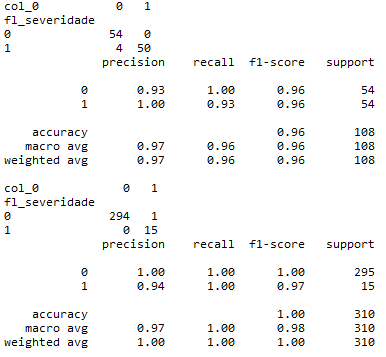 col_0 0 1
fl_severidade
0 54 0
1 4 50
precision recall f1-score support
0 0.93 1.00 0.96 54
1 1.00 0.93 0.96 54
accuracy 0.96 108
macro avg 0.97 0.96 0.96 108
weighted avg 0.97 0.96 0.96 108
col_0 0 1
fl_severidade
0 294 1
1 0 15
precision recall f1-score support
0 1.00 1.00 1.00 295
1 0.94 1.00 0.97 15
accuracy 1.00 310
macro avg 0.97 1.00 0.98 310
weighted avg 1.00 1.00 1.00 310